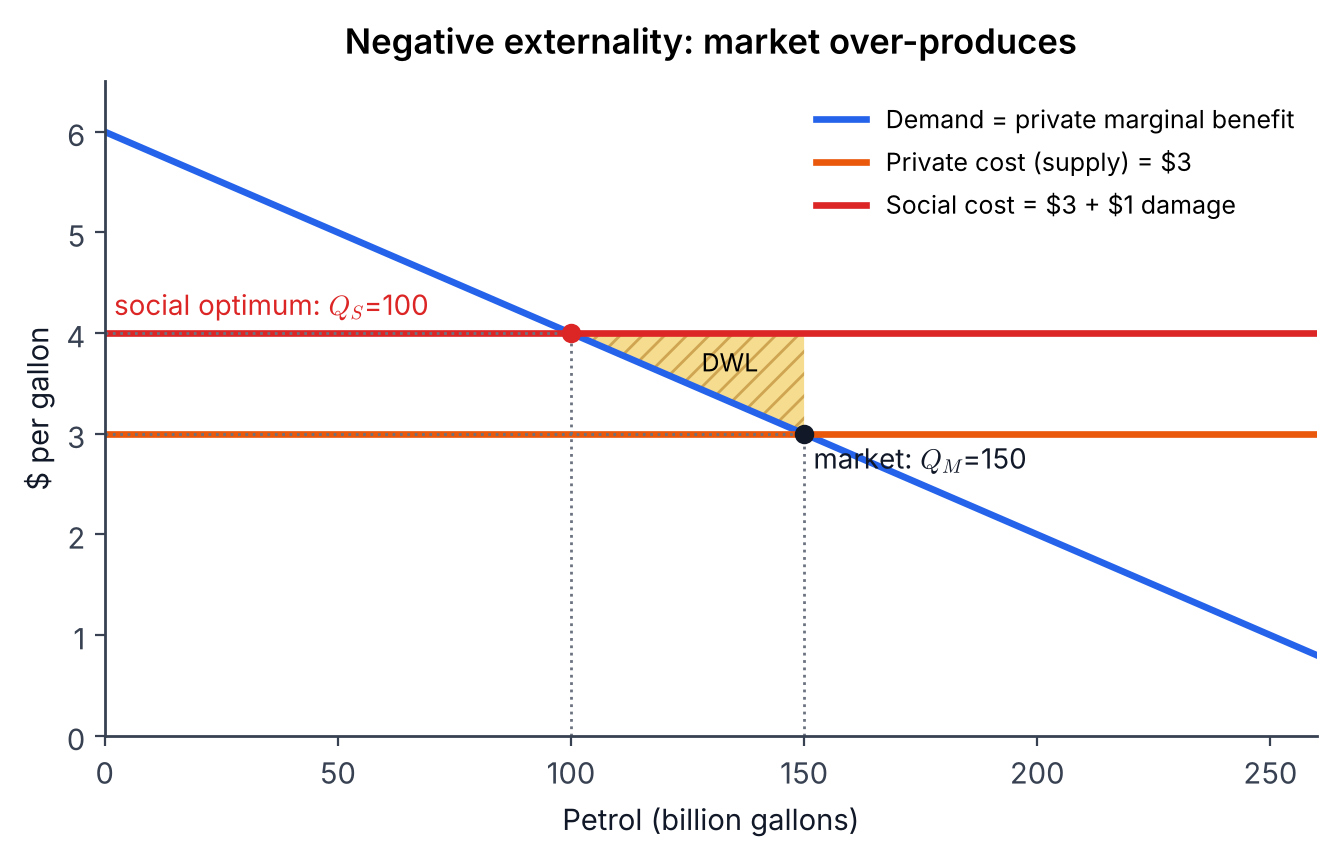 Negative externality: market over-produces
Demand = private marginal benefit
Private cost (supply) = $3
Social cost = $3 + $1 damage
6
5
4
3
2
1
0
$ per gallon
social optimum: Q_S=100
DWL
market: Q_M=150
0 50 100 150 200 250
Petrol (billion gallons)